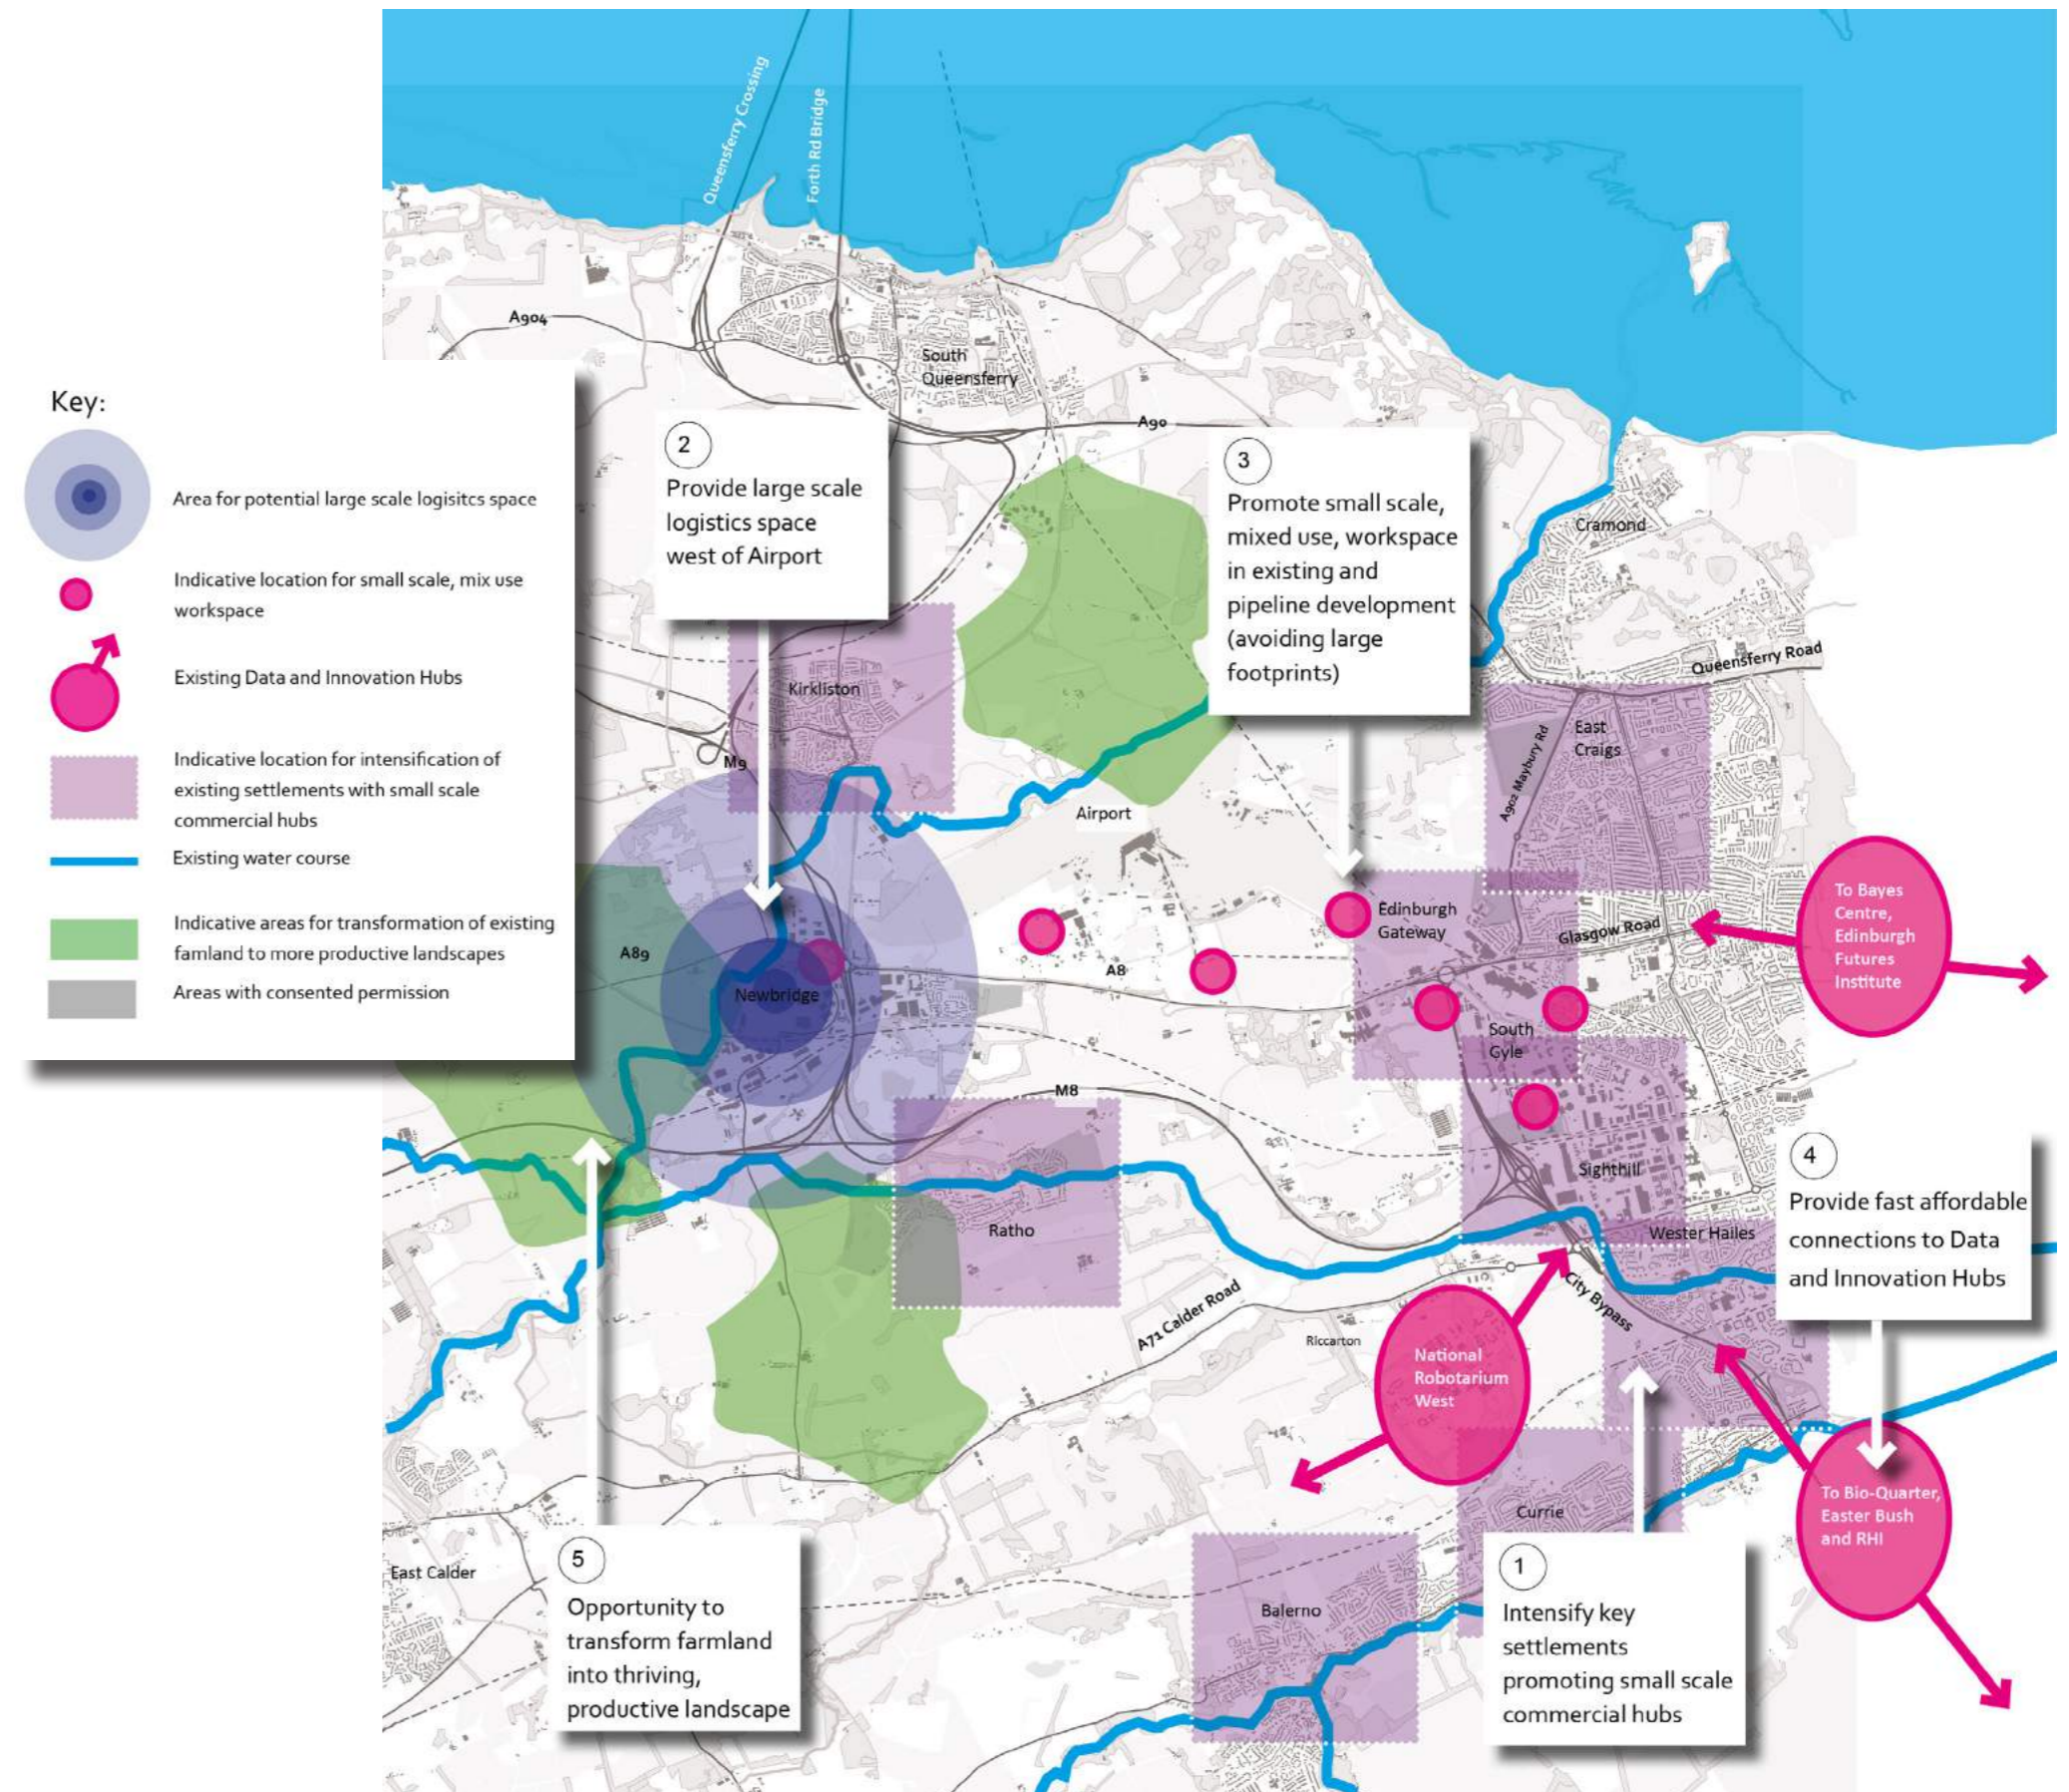 Queensferry Crossing
Forth Rd Bridge
A904
South
Queensferry
A90
Key:
Area for potential large scale logisitcs space
Indicative location for small scale, mix use
workspace
Existing Data and Innovation Hubs
Indicative location for intensification of
existing settlements with small scale
commercial hubs
Existing water course
Indicative areas for transformation of existing
famland to more productive landscapes
Areas with consented permission
2
Provide large scale
logistics space
west of Airport
3
Promote small scale,
mixed use, workspace
in existing and
pipeline development
(avoiding large
footprints)
Cramond
Queensferry Road
Kirkliston
East
Craigs
A902 Maybury Rd
M9
Airport
Edinburgh
Gateway
Glasgow Road
To Bayes
Centre,
Edinburgh
Futures
Institute
A89
A8
Newbridge
South
Gyle
M8
Sighthill
4
Provide fast affordable
connections to Data
and Innovation Hubs
Ratho
Wester Hailes
City Bypass
A71 Calder Road
Riccarton
National
Robotarium
West
To Bio-Quarter,
Easter Bush
and RHI
Currie
East Calder
5
Opportunity to
transform farmland
into thriving,
productive landscape
Balerno
1
Intensify key
settlements
promoting small scale
commercial hubs